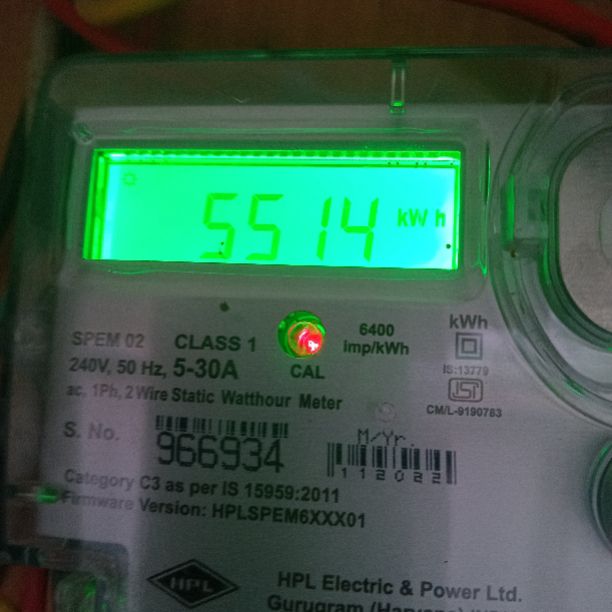 5514 kWh
SPEM 02 CLASS 1
240V, 50 Hz, 5-30A
ac, 1Ph, 2 Wire Static Watthour Meter
CAL
6400
imp/kWh
kWh
IS:13779
ISI
CM/L-9190783
S. No. 966934
M/Yr.
112022
Category C3 as per IS 15959:2011
Firmware Version: HPLSPEM6XXX01
HPL
HPL Electric & Power Ltd.
Gurugram